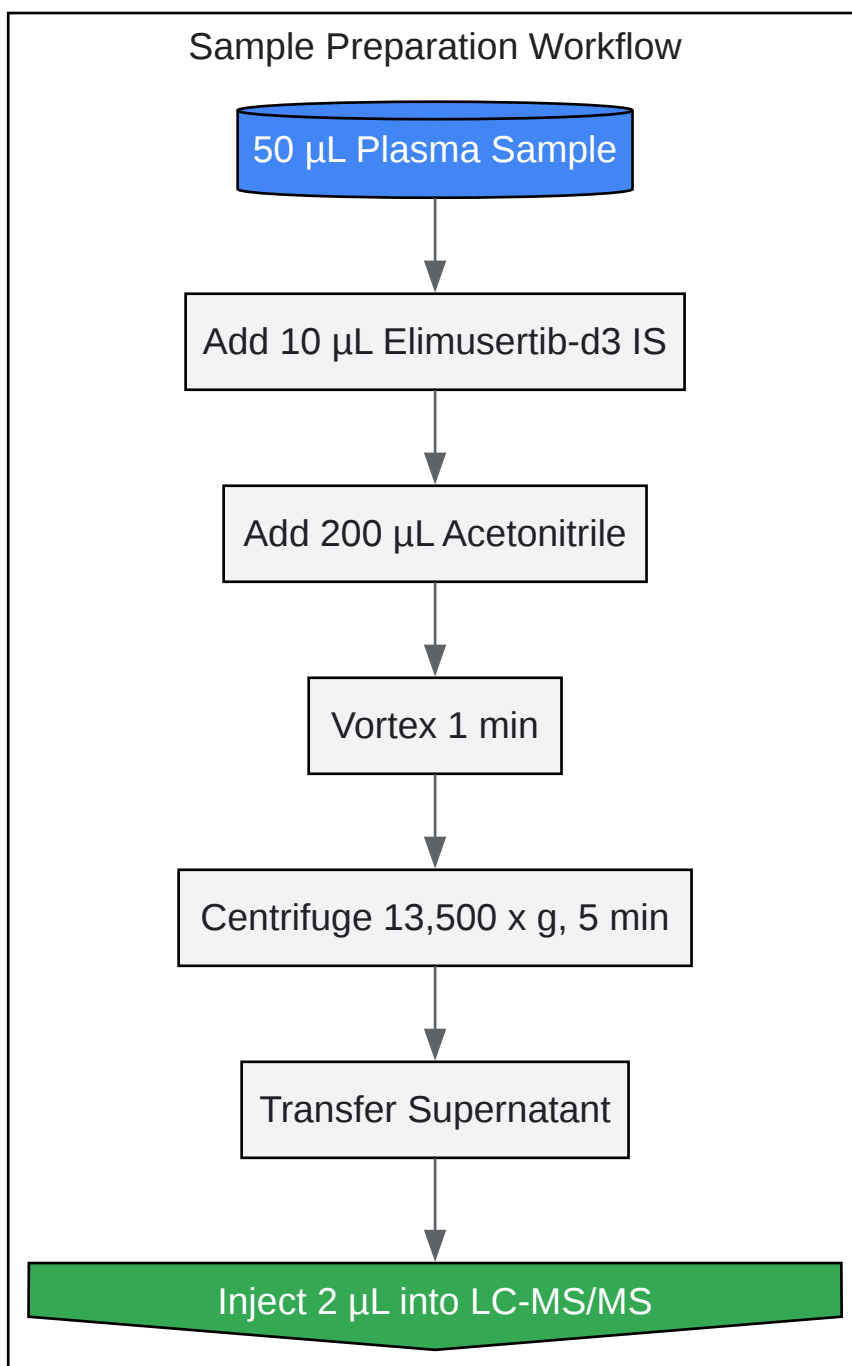 Sample Preparation Workflow
50 µL Plasma Sample
Add 10 µL Elimusertib-d3 IS
Add 200 µL Acetonitrile
Vortex 1 min
Centrifuge 13,500 x g, 5 min
Transfer Supernatant
Inject 2 µL into LC-MS/MS